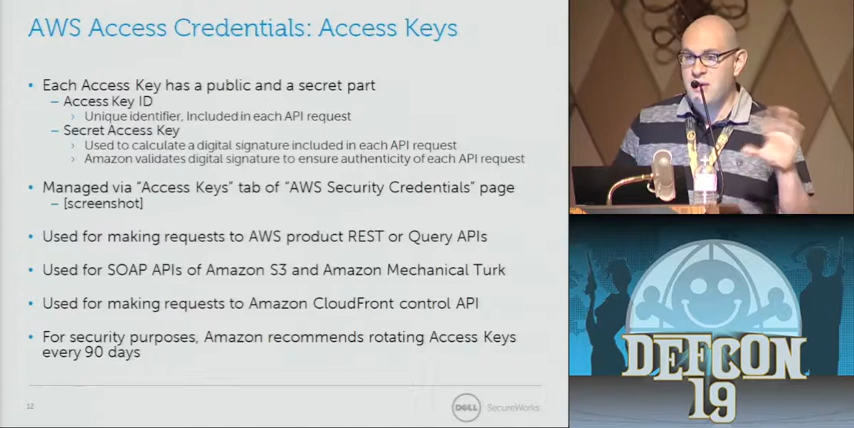 AWS Access Credentials: Access Keys
• Each Access Key has a public and a secret part
– Access Key ID
› Unique identifier, Included in each API request
– Secret Access Key
› Used to calculate a digital signature included in each API request
› Amazon validates digital signature to ensure authenticity of each API request
• Managed via “Access Keys” tab of “AWS Security Credentials” page
– [screenshot]
• Used for making requests to AWS product REST or Query APIs
• Used for SOAP APIs of Amazon S3 and Amazon Mechanical Turk
• Used for making requests to Amazon CloudFront control API
• For security purposes, Amazon recommends rotating Access Keys
every 90 days
12
DELL SecureWorks
DEFCON
19